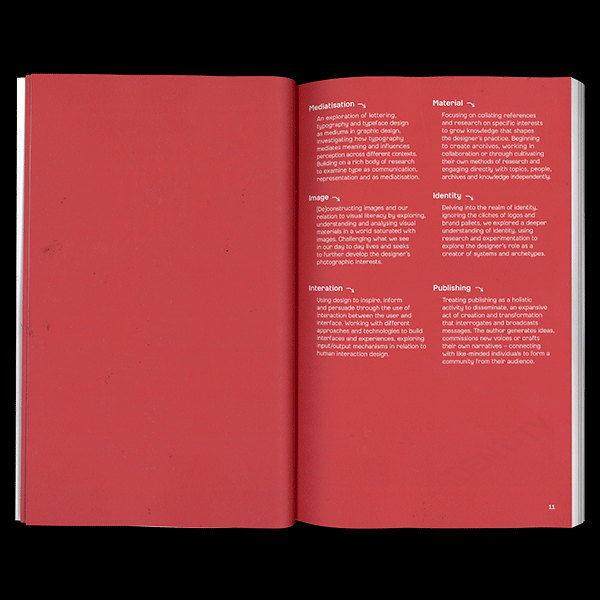 Mediatisation
An exploration of lettering,
typography and typeface design
as mediums in graphic design.
Investigating how typography
mediates meaning and influences
perception across different contexts.
Building on a rich body of research
to examine type as communication,
representation and as mediatisation.
Image
(De)constructing images and our
relation to visual literacy by exploring,
understanding and analysing visual
materials in a world saturated with
images. Challenging what we see
in our day to day lives and seeks
to further develop the designer's
photographic interests.
Interation
Using design to inspire, inform
and persuade through the use of
interaction between the user and
interface. Working with different
approaches and technologies to build
interfaces and experiences, exploring
input/output mechanisms in relation to
human interaction design.
Material
Focusing on collating references
and research on specific interests
to grow knowledge that shapes
the designer's practice. Beginning
to create archives, working in
collaboration or through cultivating
their own methods of research and
engaging directly with topics, people,
archives and knowledge independently.
Identity
Delving into the realm of identity,
ignoring the cliches of logos and
brand pallets, we explored a deeper
understanding of identity, using
research and experimentation to
explore the designer's role as a
creator of systems and archetypes.
Publishing
Treating publishing as a holistic
activity to disseminate, an expansive
act of creation and transformation
that interrogates and broadcasts
messages. The author generates ideas,
commissions new voices or crafts
their own narratives – connecting
with like-minded individuals to form a
community from their audience.
11